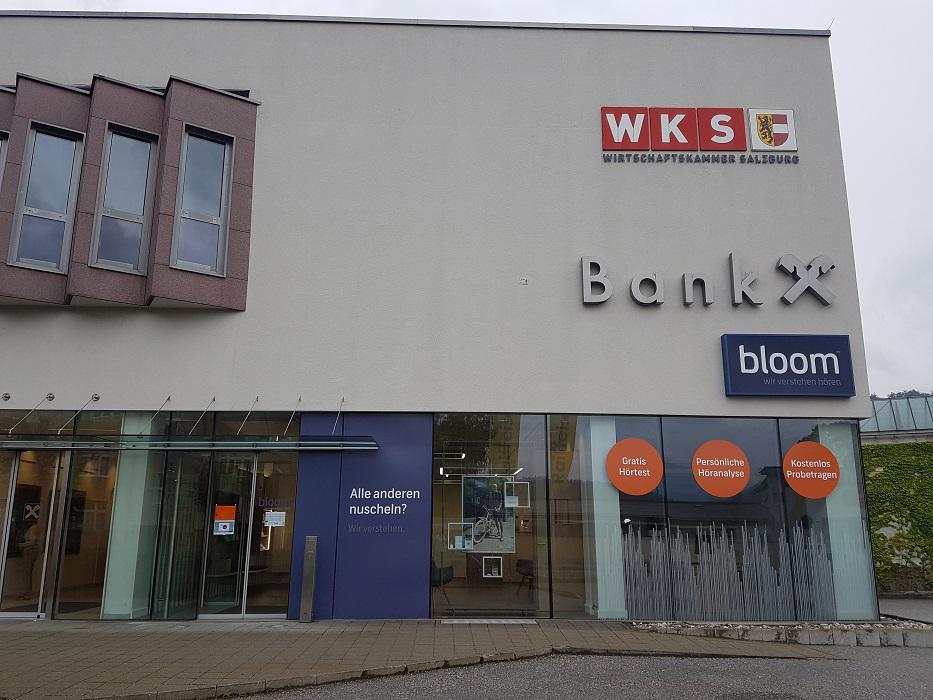 WKS
WIRTSCHAFTSKAMMER SALZBURG
Bank
bloom
wir verstehen hören
Gratis
Hörtest
Persönliche
Höranalyse
Kostenlos
Probetragen
Alle anderen
nuscheln?
Wir verstehen.
bloom